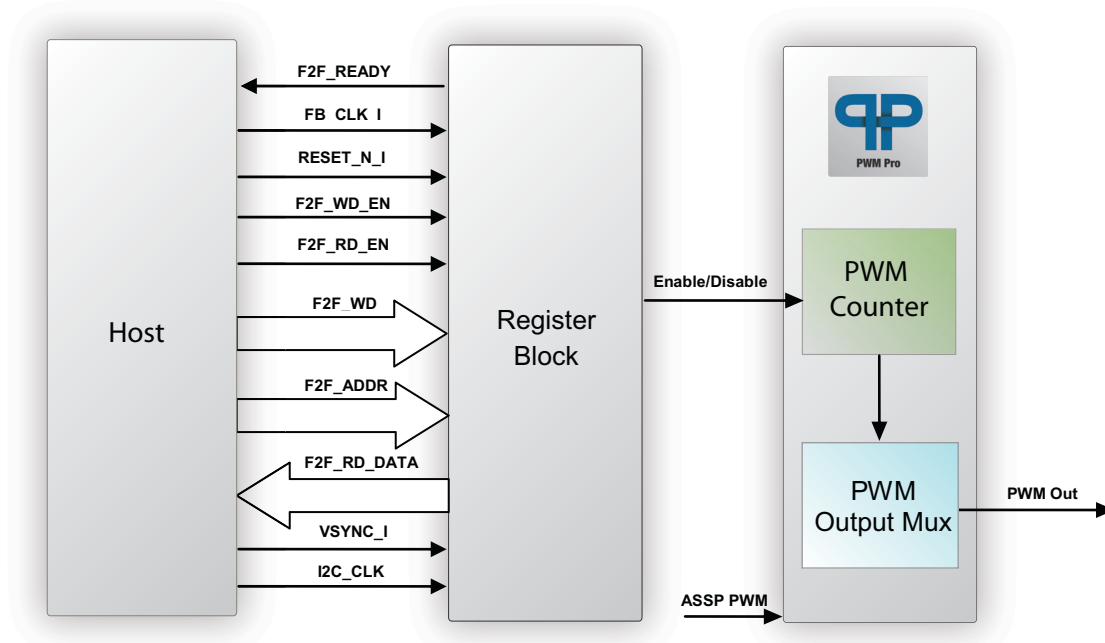 Host
F2F_READY
FB_CLK_I
RESET_N_I
F2F_WD_EN
F2F_RD_EN
F2F_WD
F2F_ADDR
F2F_RD_DATA
VSYNC_I
I2C_CLK
Register
Block
Enable/Disable
ASSP PWM
PWM Pro
PWM
Counter
PWM
Output Mux
PWM Out